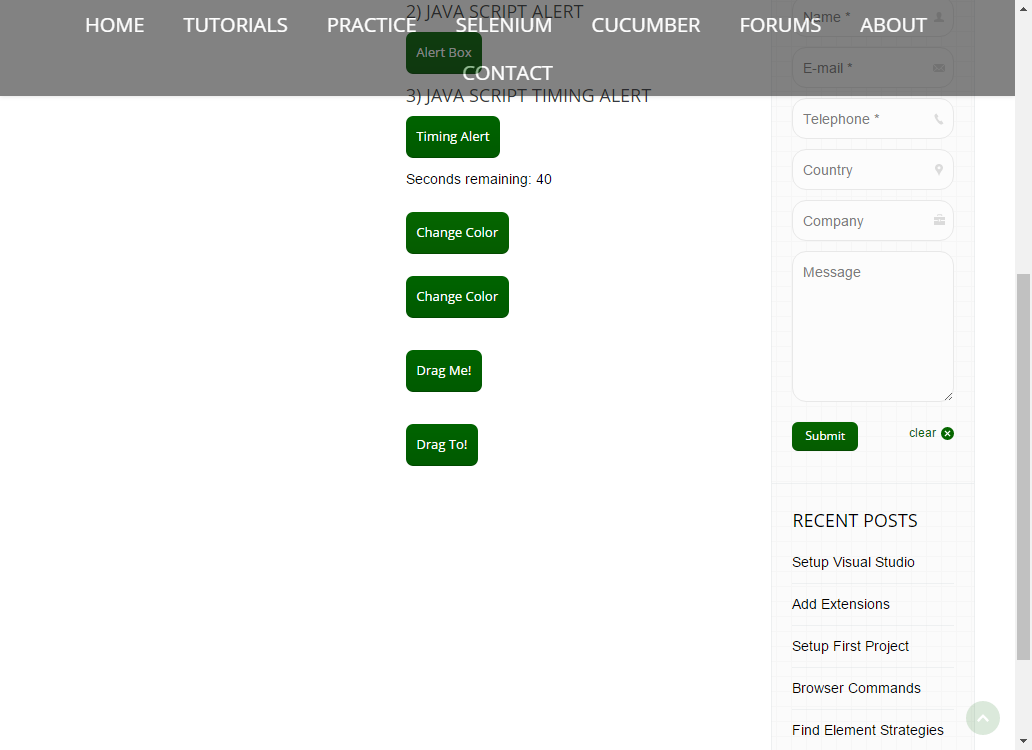 HOME TUTORIALS PRACTICE SELENIUM CUCUMBER FORUMS ABOUT
CONTACT
2) JAVA SCRIPT ALERT
Alert Box
3) JAVA SCRIPT TIMING ALERT
Timing Alert
Seconds remaining: 40
Change Color
Change Color
Drag Me!
Drag To!
Name *
E-mail *
Telephone *
Country
Company
Message
Submit
clear
RECENT POSTS
Setup Visual Studio
Add Extensions
Setup First Project
Browser Commands
Find Element Strategies